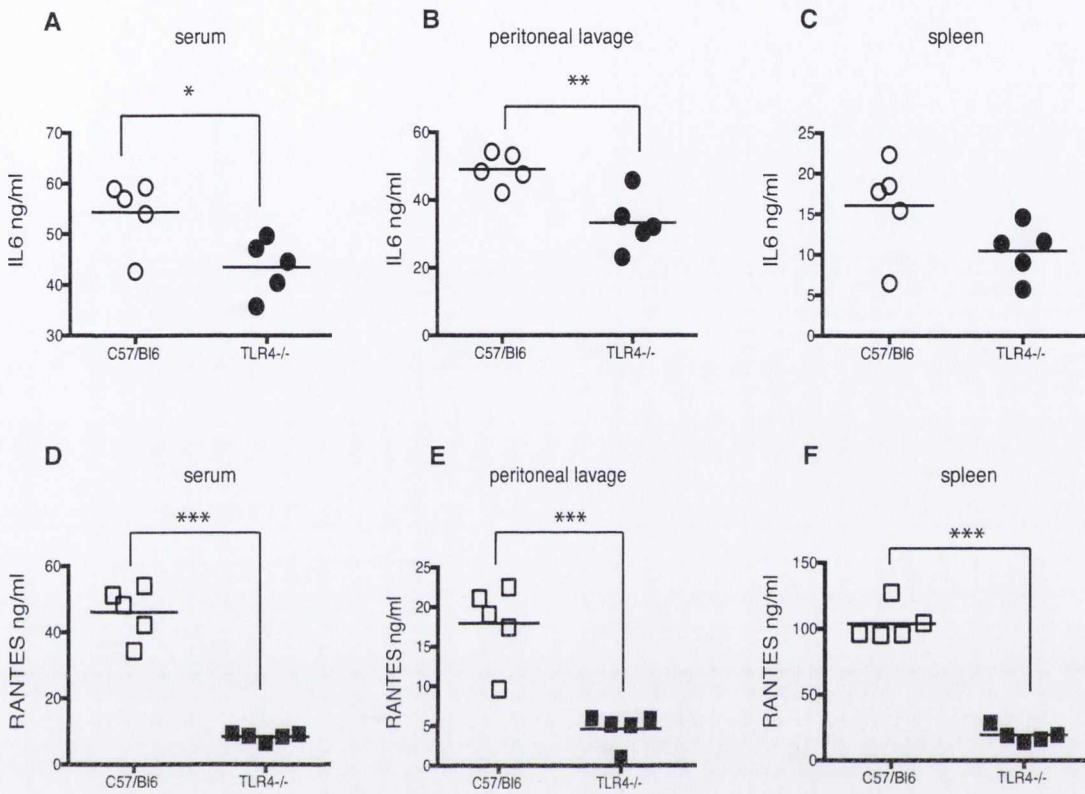 A
serum
*
IL6 ng/ml
70
60
50
40
30
C57/Bl6
TLR4-/-
B
peritoneal lavage
**
IL6 ng/ml
60
40
20
0
C57/Bl6
TLR4-/-
C
spleen
IL6 ng/ml
25
20
15
10
5
0
C57/Bl6
TLR4-/-
D
serum
***
RANTES ng/ml
60
40
20
0
C57/Bl6
TLR4-/-
E
peritoneal lavage
***
RANTES ng/ml
25
20
15
10
5
0
C57/Bl6
TLR4-/-
F
spleen
***
RANTES ng/ml
150
100
50
0
C57/Bl6
TLR4-/-